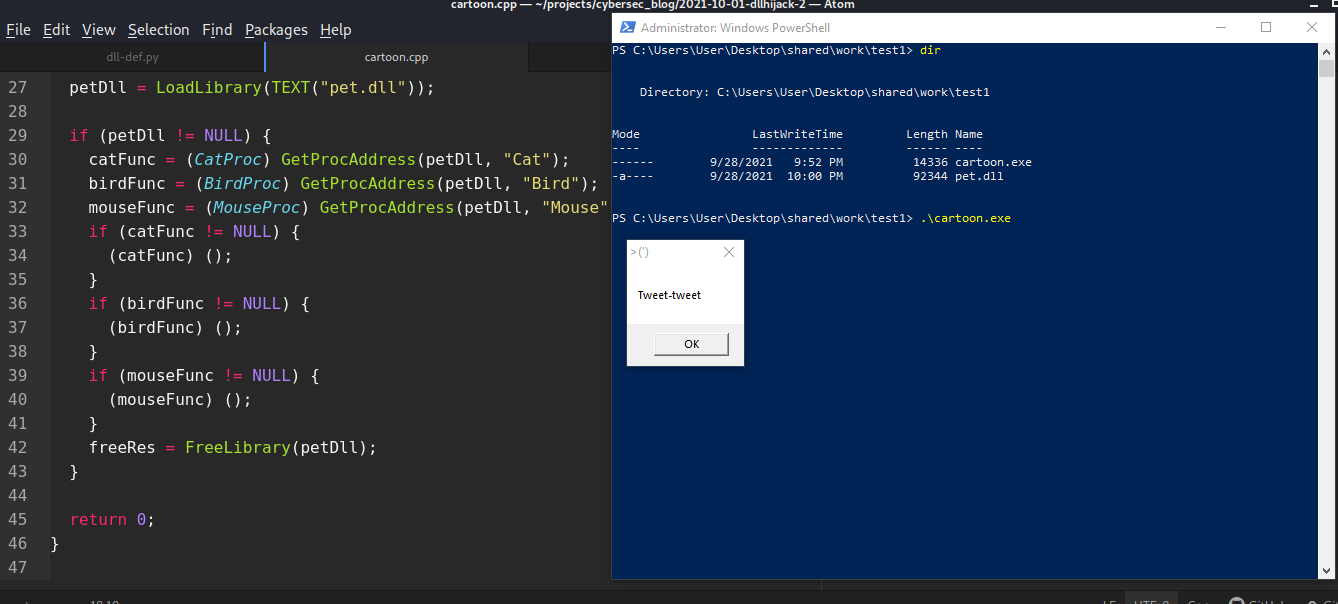 cartoon.cpp — ~/projects/cybersec_blog/2021-10-01-dllhijack-2 — Atom
File Edit View Selection Find Packages Help
dll-def.py cartoon.cpp
27 petDll = LoadLibrary(TEXT("pet.dll"));
28
29 if (petDll != NULL) {
30 catFunc = (CatProc) GetProcAddress(petDll, "Cat");
31 birdFunc = (BirdProc) GetProcAddress(petDll, "Bird");
32 mouseFunc = (MouseProc) GetProcAddress(petDll, "Mouse"
33 if (catFunc != NULL) {
34 (catFunc) ();
35 }
36 if (birdFunc != NULL) {
37 (birdFunc) ();
38 }
39 if (mouseFunc != NULL) {
40 (mouseFunc) ();
41 }
42 freeRes = FreeLibrary(petDll);
43 }
44
45 return 0;
46 }
47
Administrator: Windows PowerShell
PS C:\Users\User\Desktop\shared\work\test1> dir
Directory: C:\Users\User\Desktop\shared\work\test1
Mode LastWriteTime Length Name
---- ------------- ------ ----
------ 9/28/2021 9:52 PM 14336 cartoon.exe
-a---- 9/28/2021 10:00 PM 92344 pet.dll
PS C:\Users\User\Desktop\shared\work\test1> .\cartoon.exe
>(')
Tweet-tweet
OK